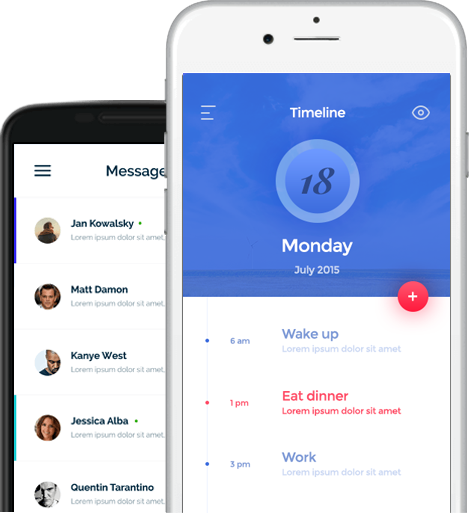 Message
Jan Kowalsky
Lorem ipsum dolor sit amet,
Matt Damon
Lorem ipsum dolor sit amet,
Kanye West
Lorem ipsum dolor sit amet,
Jessica Alba
Lorem ipsum dolor sit amet,
Quentin Tarantino
Lorem ipsum dolor sit amet,
Timeline
18
Monday
July 2015
+
6 am
Wake up
Lorem ipsum dolor sit amet
1 pm
Eat dinner
Lorem ipsum dolor sit amet
3 pm
Work
Lorem ipsum dolor sit amet